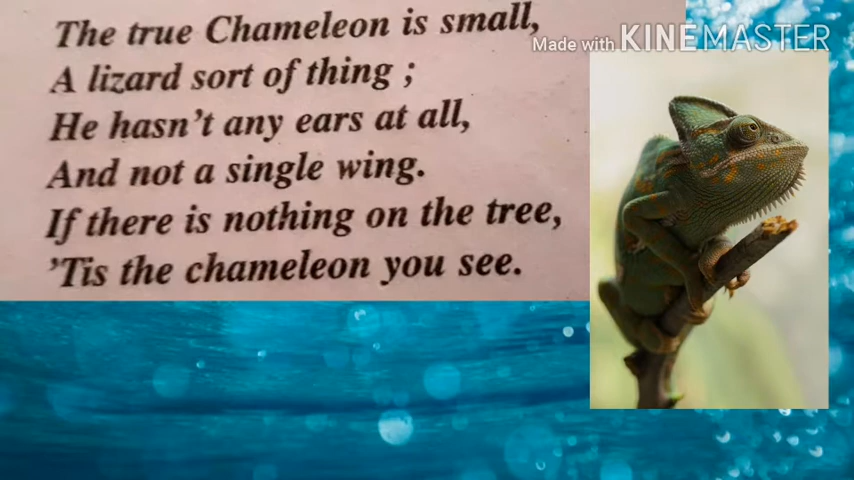 The true Chameleon is small,
Made with KINEMASTER
A lizard sort of thing ;
He hasn't any ears at all,
And not a single wing.
If there is nothing on the tree,
'Tis the chameleon you see.